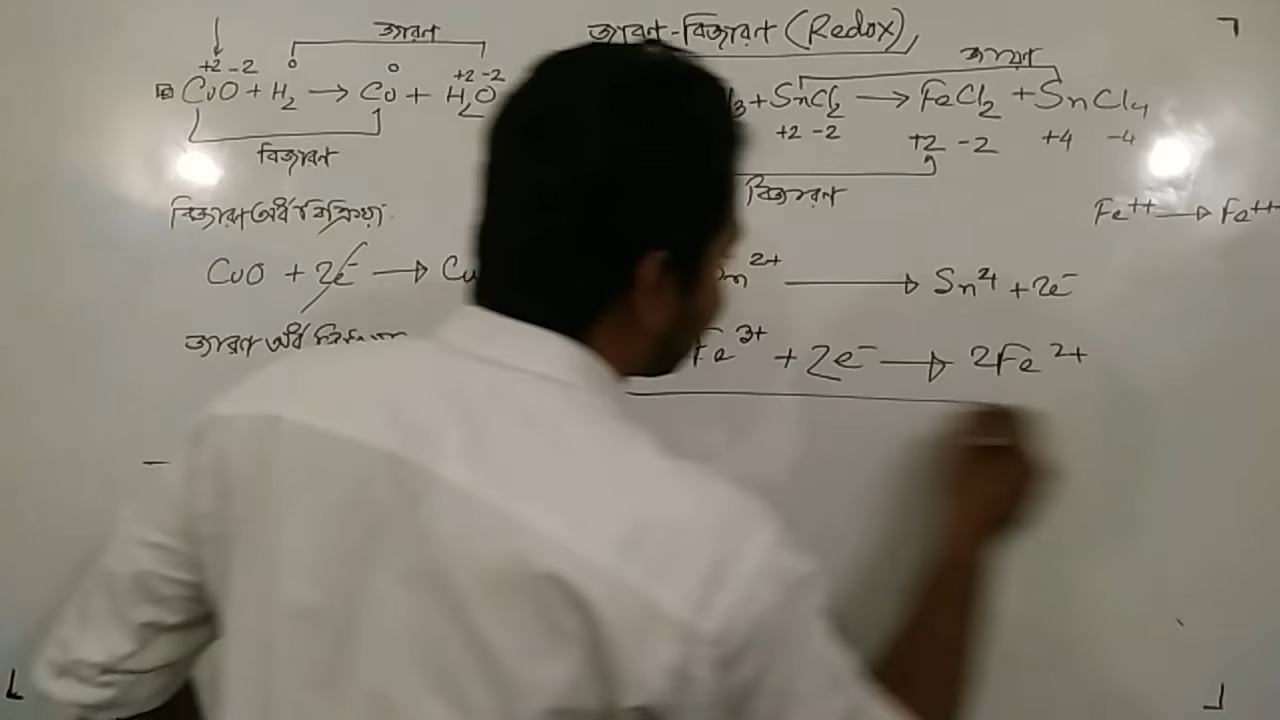 জারণ-বিজারণ (Redox),
জারণ
+2 -2 0 0 +2 -2
CuO + H2 → Cu + H2O
বিজারণ
বিজারণ অর্ধ বিক্রিয়া
CuO + 2e⁻ → Cu
জারণ অর্ধ
জারণ
3 + SnCl2 → FeCl2 + SnCl4
+2 -2 +2 -2 +4 -4
বিজারণ
Fe⁺⁺ → Fe⁺⁺
n²⁺ → Sn⁴ + 2e⁻
Fe³⁺ + 2e⁻ → 2Fe²⁺